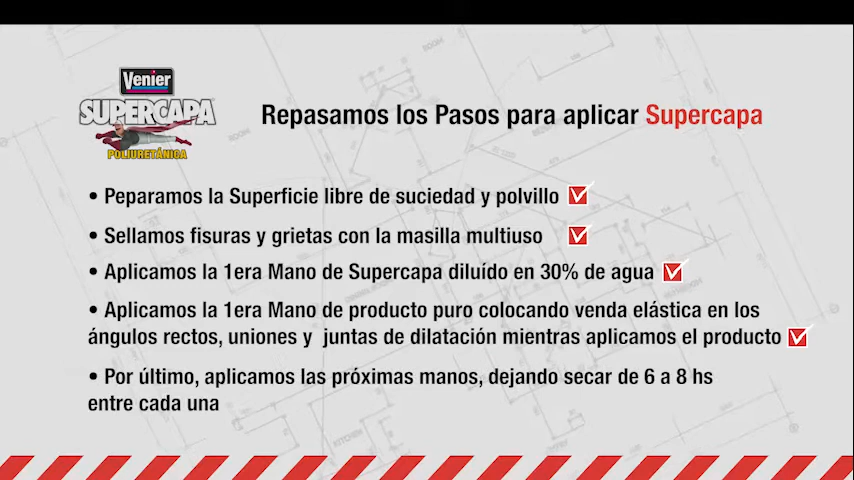 Venier
SUPERCAPA
POLIURETÁNICA
Repasamos los Pasos para aplicar Supercapa
• Peparamos la Superficie libre de suciedad y polvillo
• Sellamos fisuras y grietas con la masilla multiuso
• Aplicamos la 1era Mano de Supercapa diluído en 30% de agua
• Aplicamos la 1era Mano de producto puro colocando venda elástica en los
ángulos rectos, uniones y juntas de dilatación mientras aplicamos el producto
• Por último, aplicamos las próximas manos, dejando secar de 6 a 8 hs
entre cada una